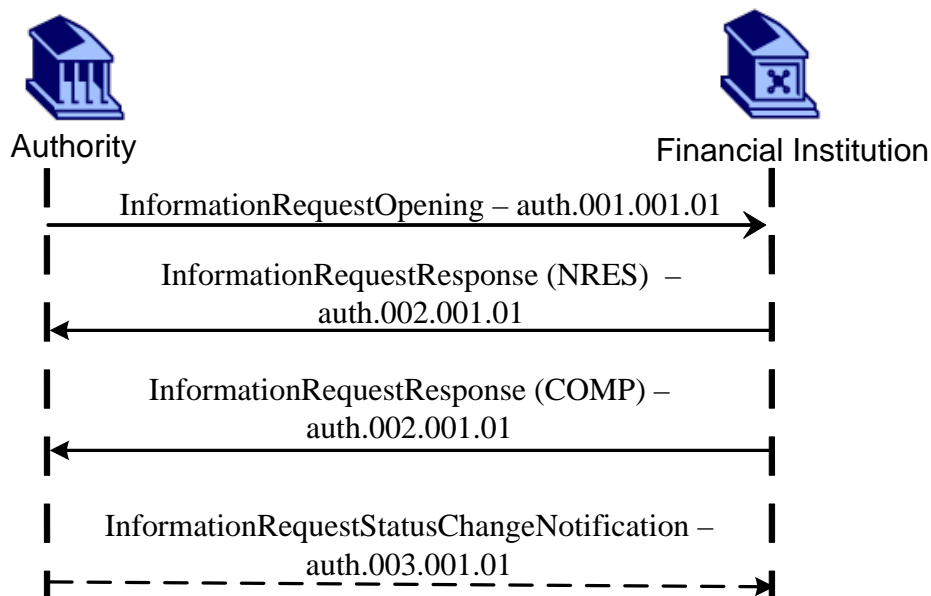 Authority
Financial Institution
InformationRequestOpening – auth.001.001.01
InformationRequestResponse (NRES) –
auth.002.001.01
InformationRequestResponse (COMP) –
auth.002.001.01
InformationRequestStatusChangeNotification –
auth.003.001.01